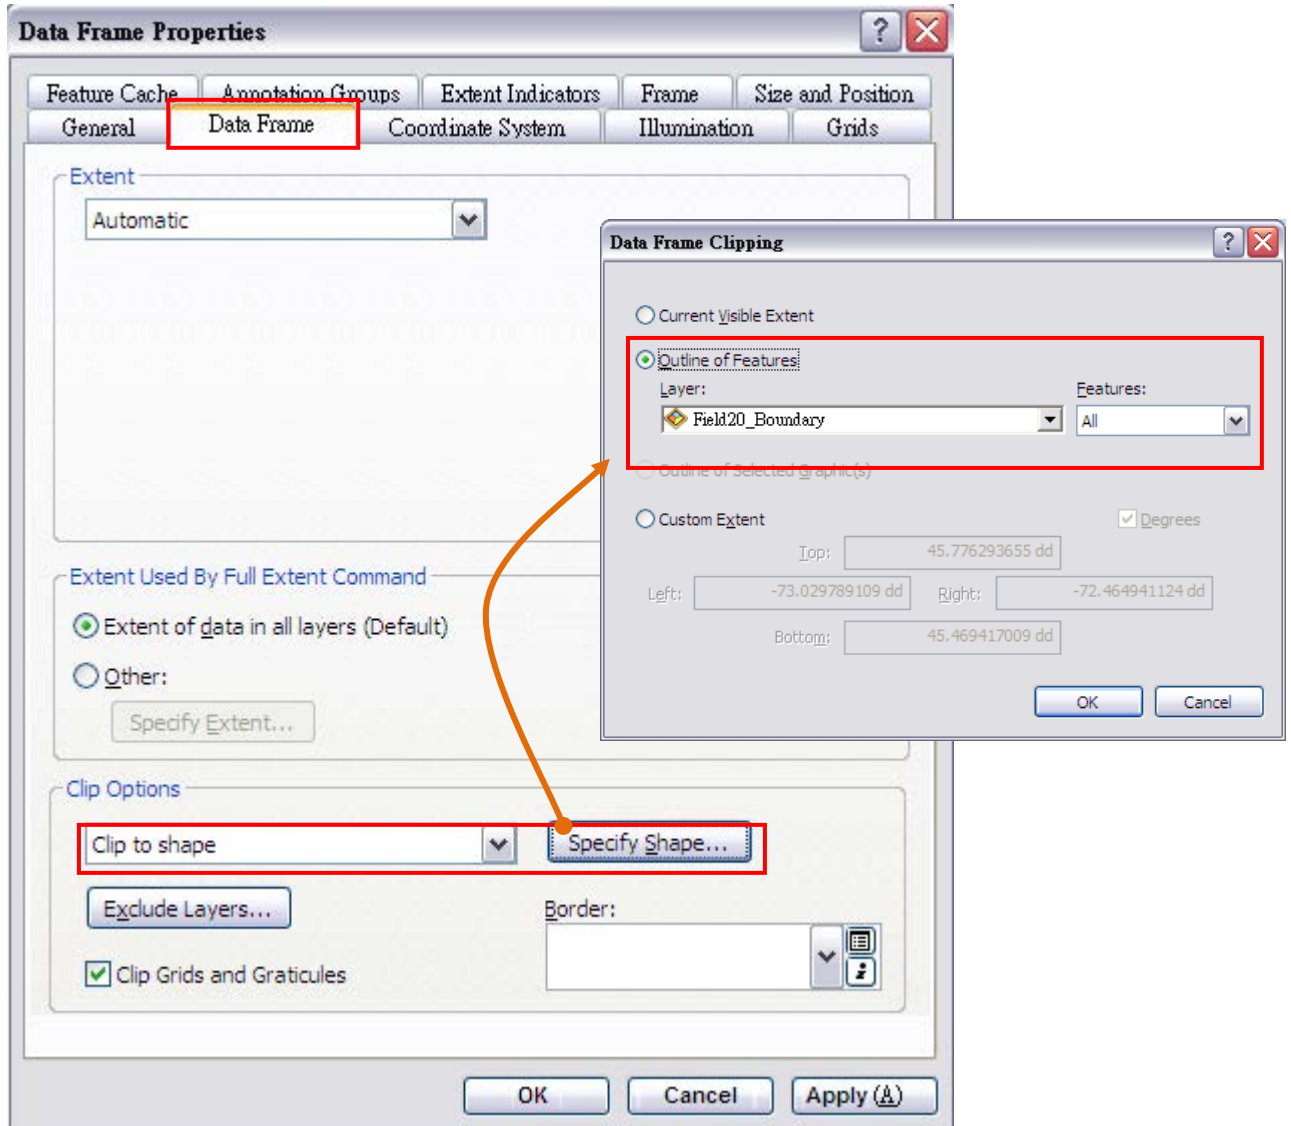 Data Frame Properties
Feature Cache Annotation Groups Extent Indicators Frame Size and Position
General Data Frame Coordinate System Illumination Grids
Extent
Automatic
Extent Used By Full Extent Command
Extent of data in all layers (Default)
Other:
Specify Extent...
Clip Options
Clip to shape Specify Shape...
Exclude Layers...
Border:
Clip Grids and Graticules
OK Cancel Apply (A)
Data Frame Clipping
Current Visible Extent
Outline of Features
Layer: Features:
Field20_Boundary All
Outline of Selected Graphic(s)
Custom Extent Degrees
Top: 45.776293655 dd
Left: -73.029789109 dd Right: -72.464941124 dd
Bottom: 45.469417009 dd
OK Cancel